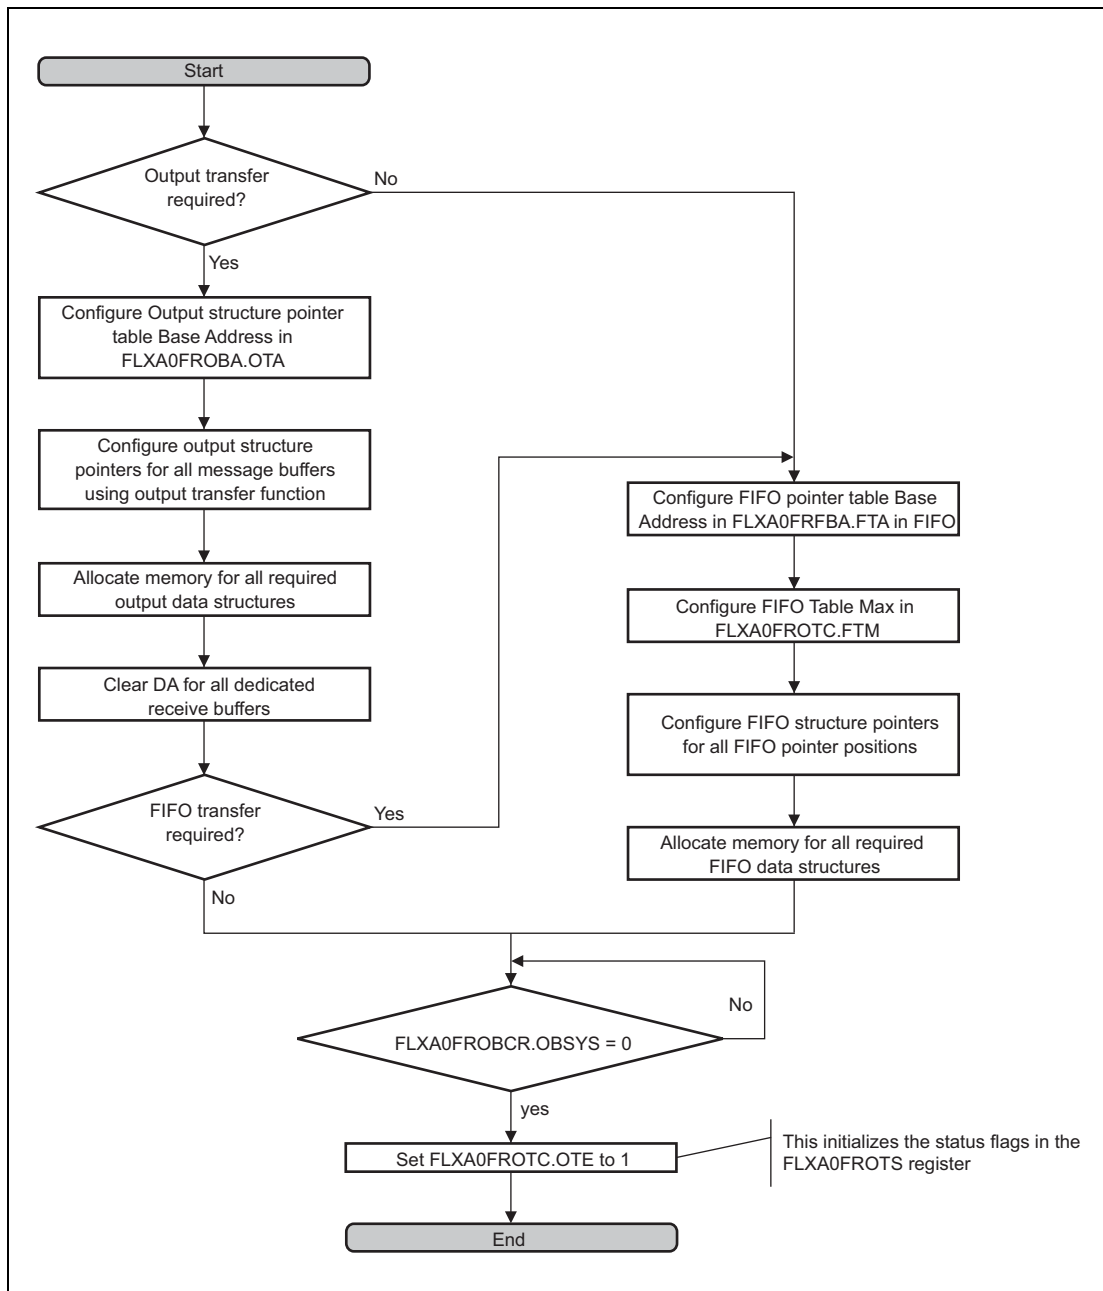 Start
Output transfer
required?
No
Yes
Configure Output structure pointer
table Base Address in
FLXA0FROBA.OTA
Configure output structure
pointers for all message buffers
using output transfer function
Allocate memory for all required
output data structures
Clear DA for all dedicated
receive buffers
FIFO transfer
required?
Yes
No
Configure FIFO pointer table Base
Address in FLXA0FRFBA.FTA in FIFO
Configure FIFO Table Max in
FLXA0FROTC.FTM
Configure FIFO structure pointers
for all FIFO pointer positions
Allocate memory for all required
FIFO data structures
FLXA0FROBCR.OBSYS = 0
No
yes
Set FLXA0FROTC.OTE to 1
This initializes the status flags in the
FLXA0FROTS register
End